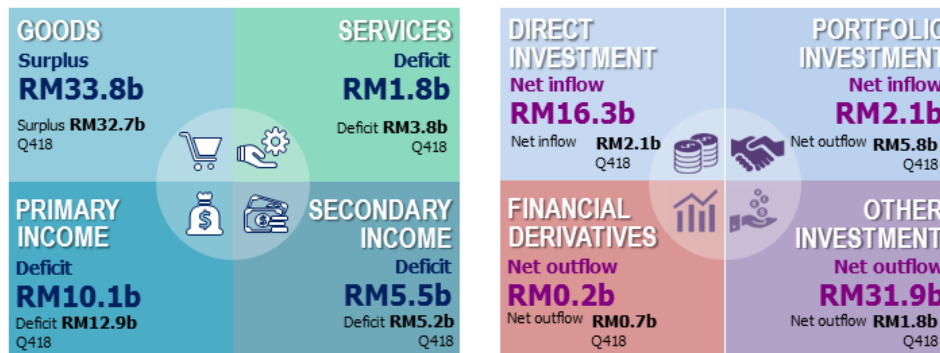 GOODS
Surplus
RM33.8b
Surplus RM32.7b
Q418
SERVICES
Deficit
RM1.8b
Deficit RM3.8b
Q418
PRIMARY
INCOME
Deficit
RM10.1b
Deficit RM12.9b
Q418
SECONDARY
INCOME
Deficit
RM5.5b
Deficit RM5.2b
Q418
DIRECT
INVESTMENT
Net inflow
RM16.3b
Net inflow RM2.1b
Q418
PORTFOLIO
INVESTMENT
Net inflow
RM2.1b
Net outflow RM5.8b
Q418
FINANCIAL
DERIVATIVES
Net outflow
RM0.2b
Net outflow RM0.7b
Q418
OTHER
INVESTMENT
Net outflow
RM31.9b
Net outflow RM1.8b
Q418